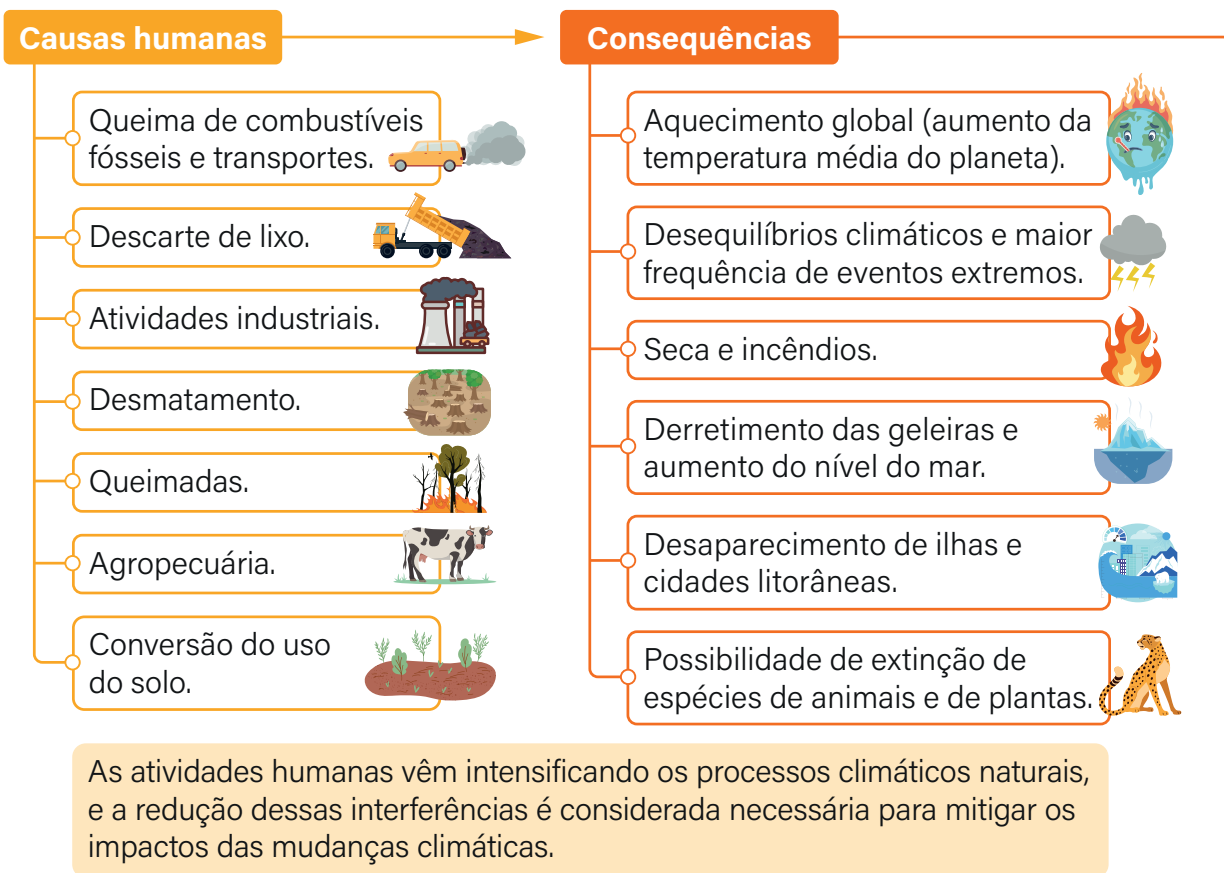 Causas humanas
Queima de combustíveis
fósseis e transportes.
Descarte de lixo.
Atividades industriais.
Desmatamento.
Queimadas.
Agropecuária.
Conversão do uso
do solo.
Consequências
Aquecimento global (aumento da
temperatura média do planeta).
Desequilíbrios climáticos e maior
frequência de eventos extremos.
Seca e incêndios.
Derretimento das geleiras e
aumento do nível do mar.
Desaparecimento de ilhas e
cidades litorâneas.
Possibilidade de extinção de
espécies de animais e de plantas.
As atividades humanas vêm intensificando os processos climáticos naturais,
e a redução dessas interferências é considerada necessária para mitigar os
impactos das mudanças climáticas.